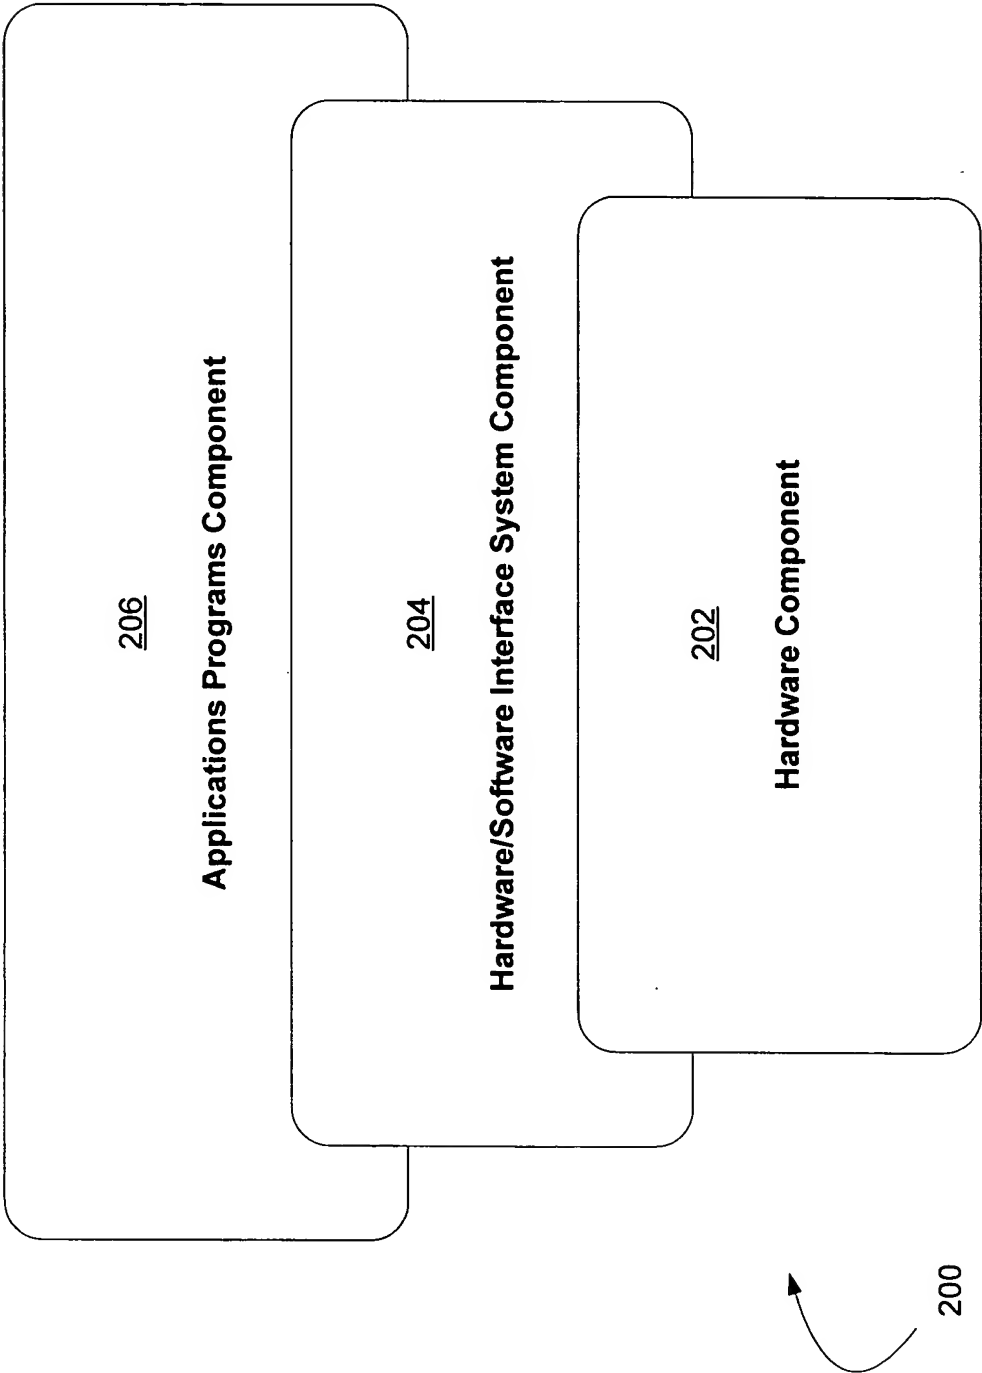 206
Applications Programs Component
204
Hardware/Software Interface System Component
202
Hardware Component
200